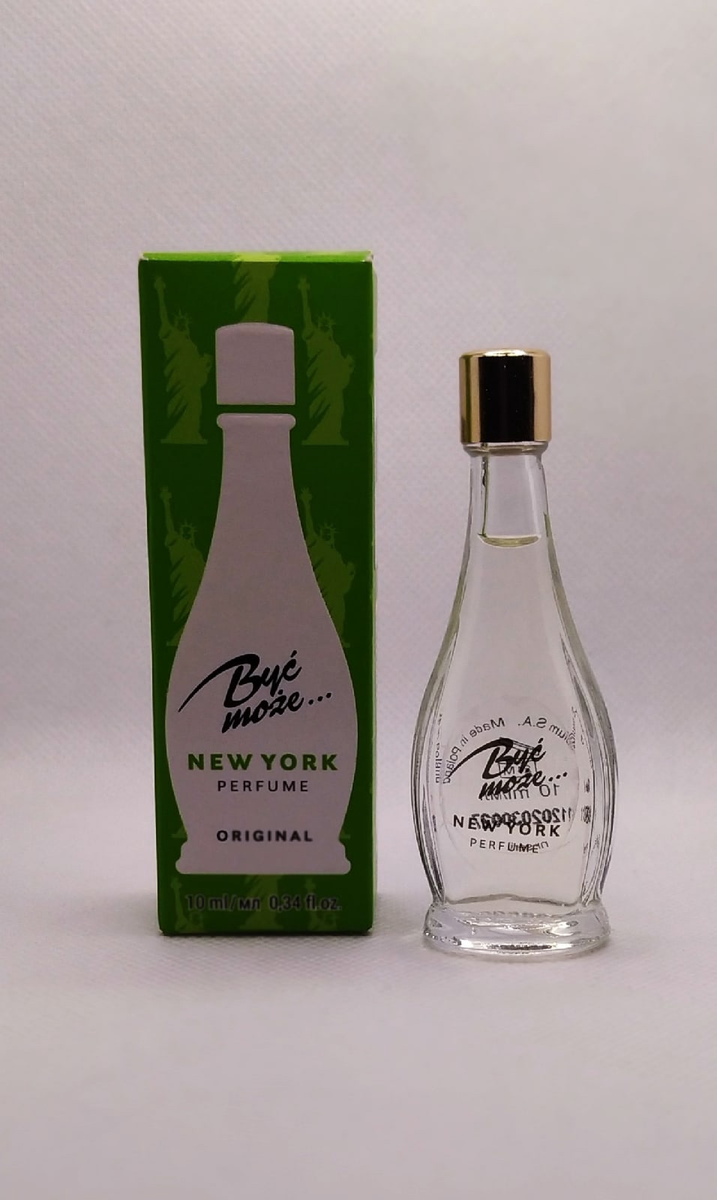 Być
może...
NEW YORK
PERFUME
ORIGINAL
10 ml/мл 0,34 fl.oz.
Być
może...
NEW YORK
PERFUME
S.A. Made in Poland
10 ml